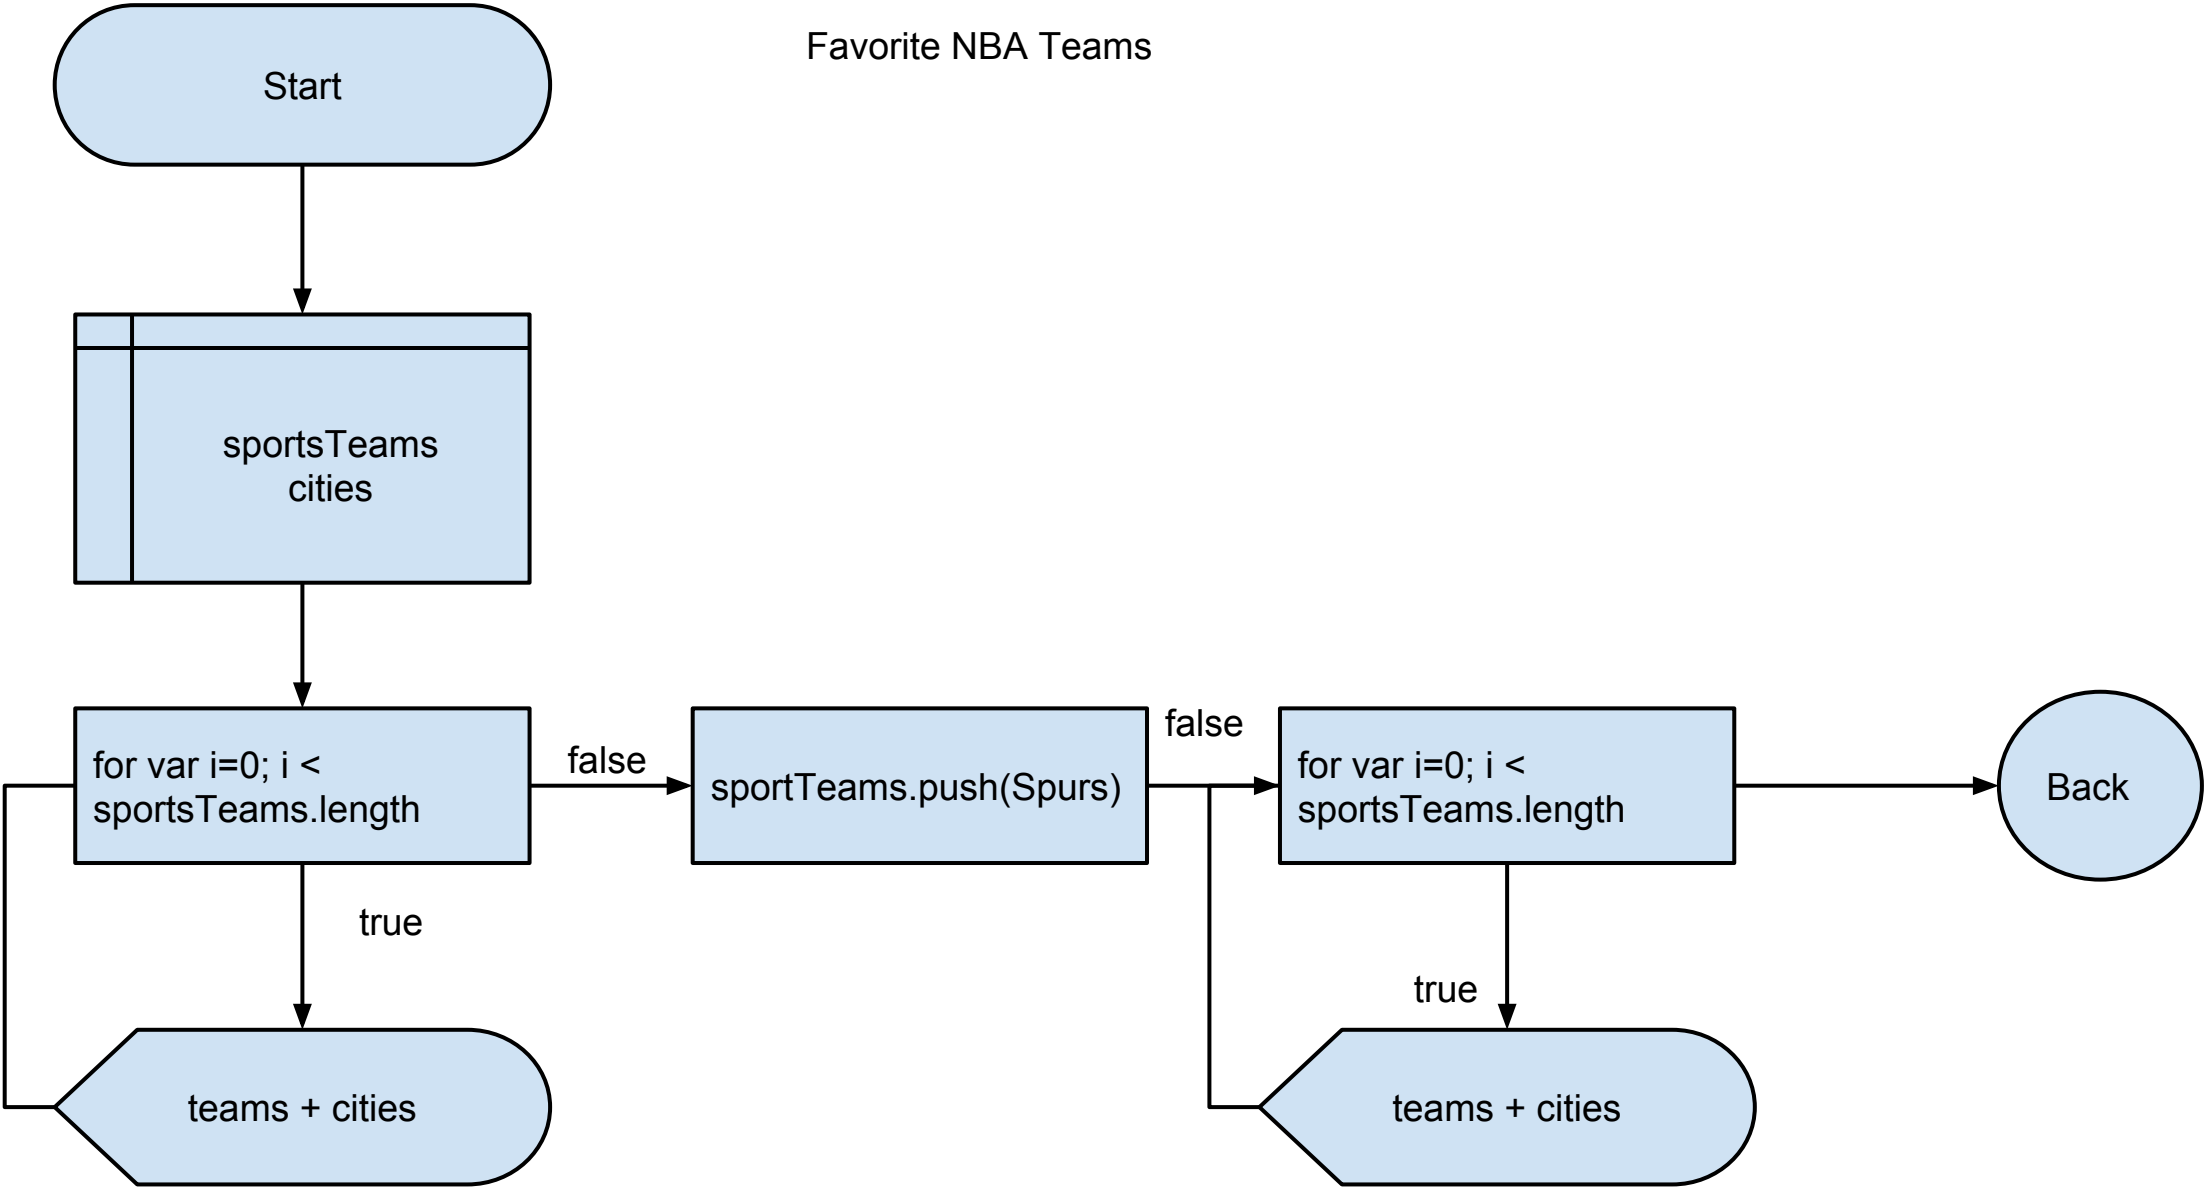 Favorite NBA Teams
Start
sportsTeams
cities
for var i=0; i <
sportsTeams.length
false
sportTeams.push(Spurs)
false
for var i=0; i <
sportsTeams.length
Back
true
true
teams + cities
teams + cities